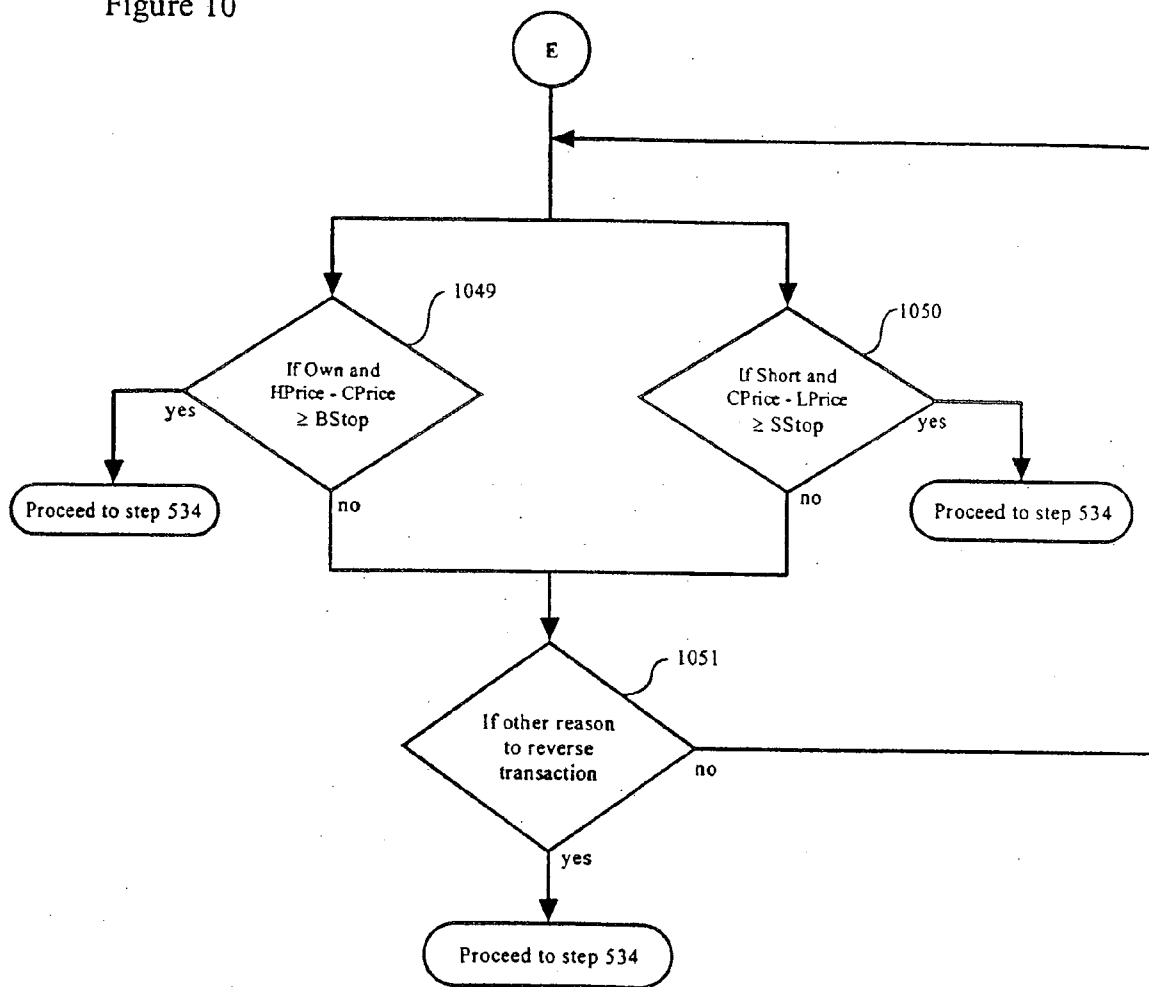 Figure 10
E
1049
1050
If Own and
HPrice - CPrice
≥ BStop
If Short and
CPrice - LPrice
≥ SStop
yes
yes
no
no
Proceed to step 534
Proceed to step 534
1051
If other reason
to reverse
transaction
no
yes
Proceed to step 534